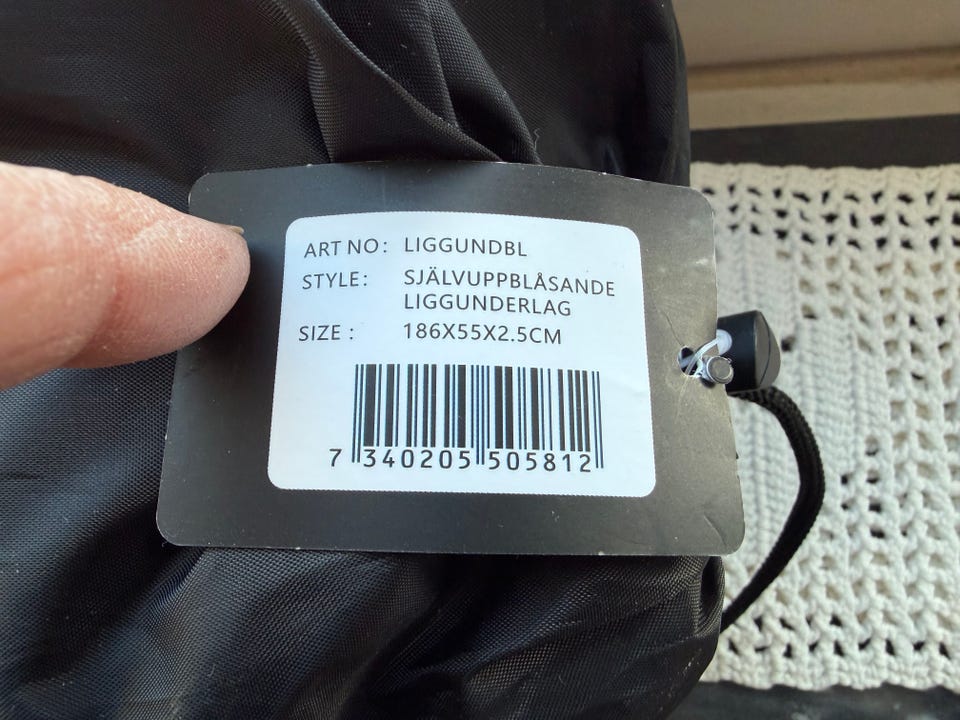 ART NO: LIGGUNDBL
STYLE: SJÄLVUPPBLÅSANDE
LIGGUNDERLAG
SIZE : 186X55X2.5CM
7 340205 505812